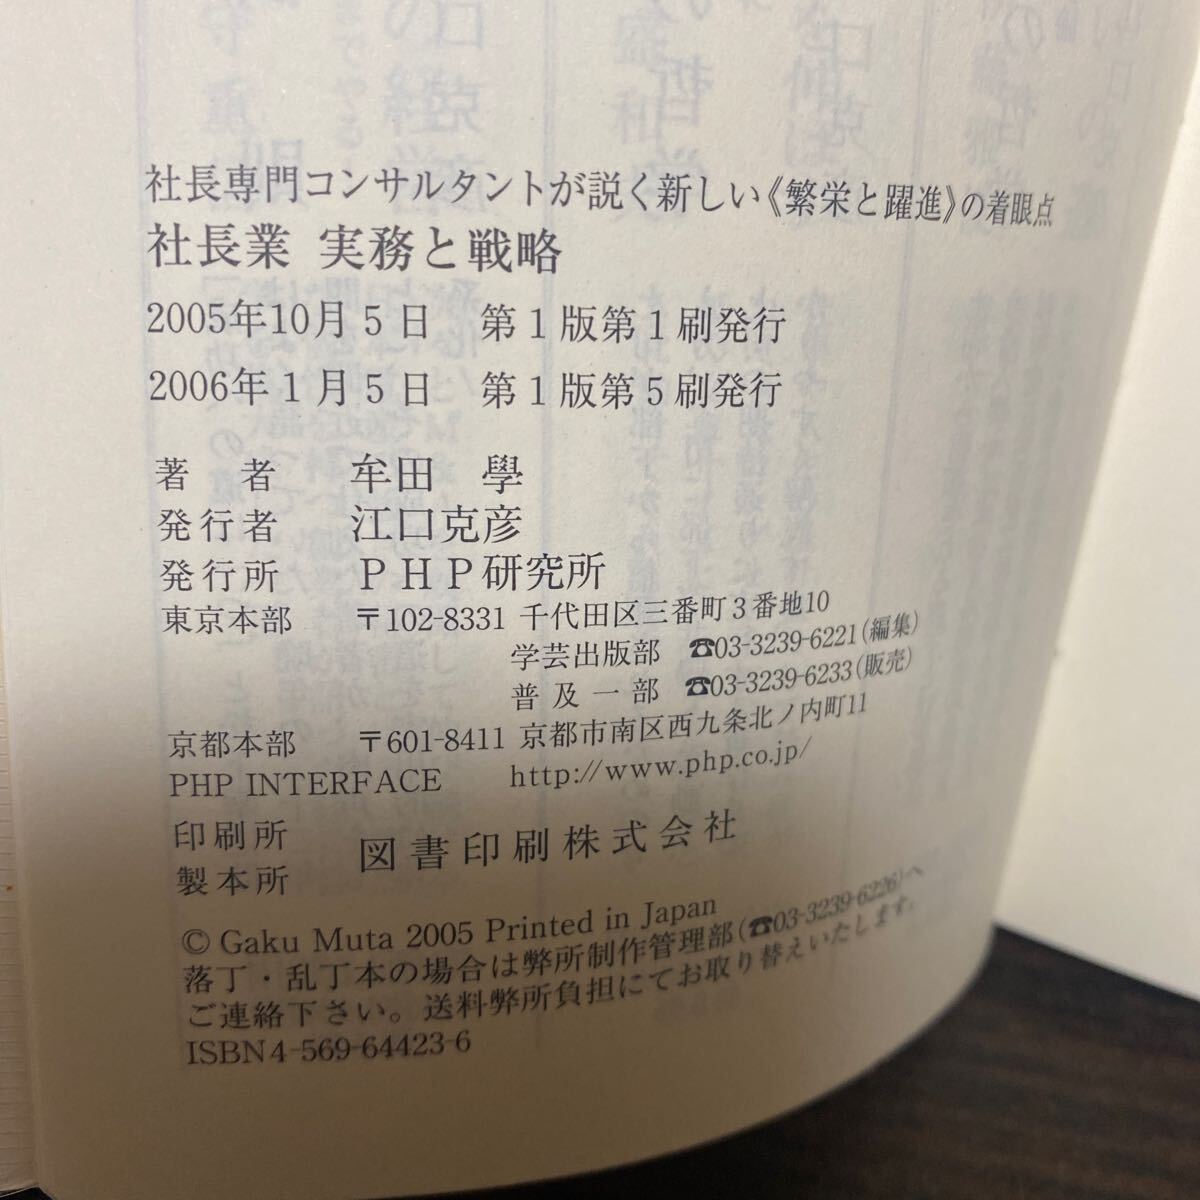 社長専門コンサルタントが説く新しい《繁栄と躍進》の着眼点
社長業 実務と戦略
2005年10月5日 第1版第1刷発行
2006年1月5日 第1版第5刷発行
著者 牟田 學
発行者 江口克彦
発行所 PHP研究所
東京本部 〒102-8331 千代田区三番町3番地10
学芸出版部 ☎03-3239-6221(編集)
普及一部 ☎03-3239-6233(販売)
京都本部 〒601-8411 京都市南区西九条北ノ内町11
PHP INTERFACE http://www.php.co.jp/
印刷所
製本所 図書印刷株式会社
© Gaku Muta 2005 Printed in Japan
落丁・乱丁本の場合は弊所制作管理部(☎03-3239-6226)へ
ご連絡下さい。送料弊所負担にてお取り替えいたします。
ISBN4-569-64423-6